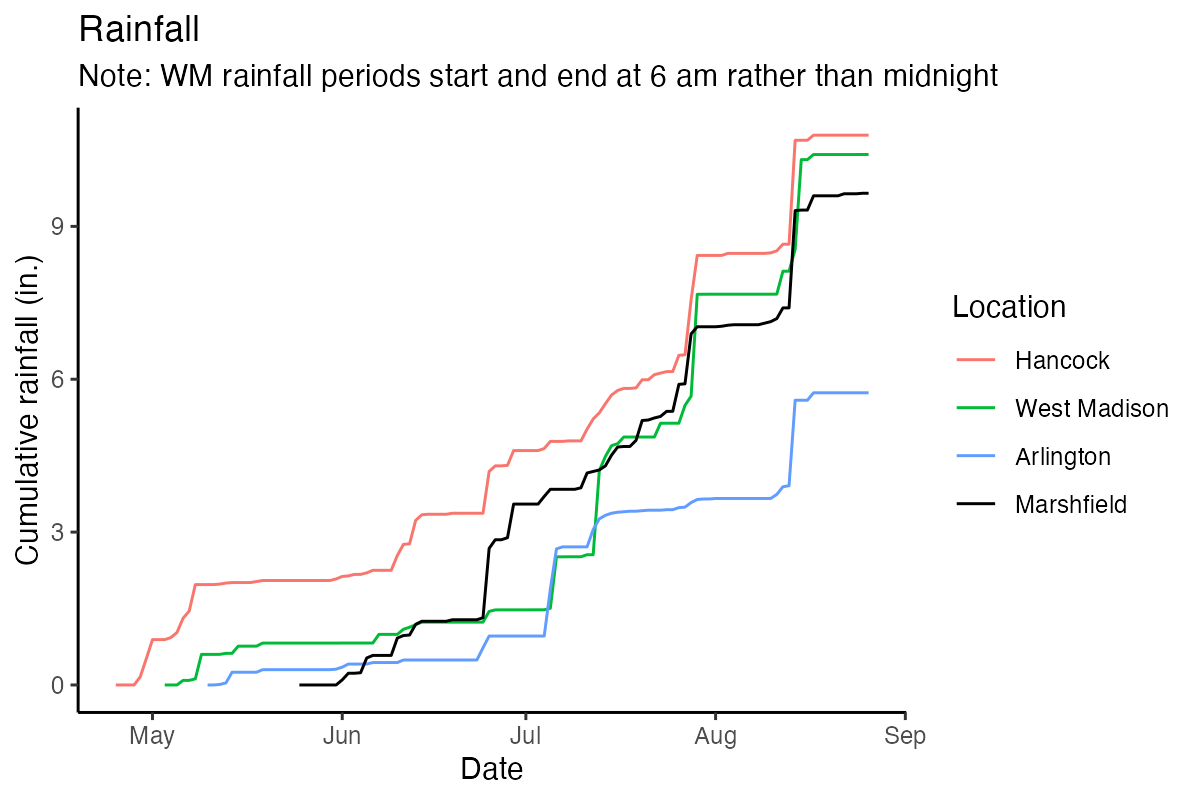 Rainfall
Note: WM rainfall periods start and end at 6 am rather than midnight
Cumulative rainfall (in.)
9
6
3
0
May Jun Jul Aug Sep
Date
Location
Hancock
West Madison
Arlington
Marshfield